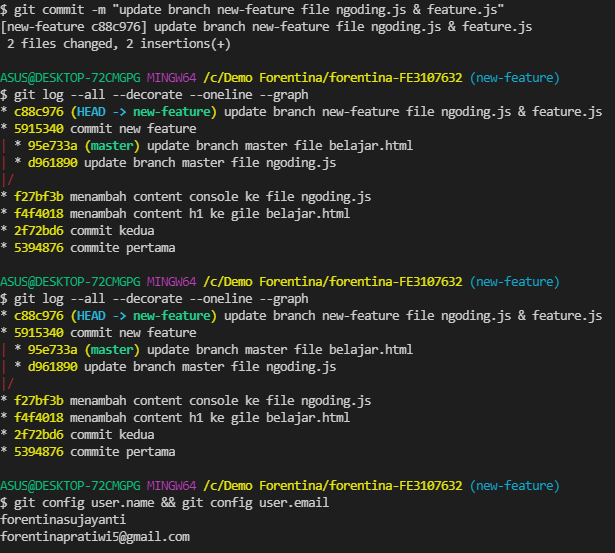 $ git commit -m "update branch new-feature file ngoding.js & feature.js"
[new-feature c88c976] update branch new-feature file ngoding.js & feature.js
 2 files changed, 2 insertions(+)
ASUS@DESKTOP-72CMGPG MINGW64 /c/Demo Forentina/forentina-FE3107632 (new-feature)
$ git log --all --decorate --oneline --graph
* c88c976 (HEAD -> new-feature) update branch new-feature file ngoding.js & feature.js
* 5915340 commit new feature
| * 95e733a (master) update branch master file belajar.html
| * d961890 update branch master file ngoding.js
|/
* f27bf3b menambah content console ke file ngoding.js
* f4f4018 menambah content h1 ke gile belajar.html
* 2f72bd6 commit kedua
* 5394876 commite pertama
ASUS@DESKTOP-72CMGPG MINGW64 /c/Demo Forentina/forentina-FE3107632 (new-feature)
$ git log --all --decorate --oneline --graph
* c88c976 (HEAD -> new-feature) update branch new-feature file ngoding.js & feature.js
* 5915340 commit new feature
| * 95e733a (master) update branch master file belajar.html
| * d961890 update branch master file ngoding.js
|/
* f27bf3b menambah content console ke file ngoding.js
* f4f4018 menambah content h1 ke gile belajar.html
* 2f72bd6 commit kedua
* 5394876 commite pertama
ASUS@DESKTOP-72CMGPG MINGW64 /c/Demo Forentina/forentina-FE3107632 (new-feature)
$ git config user.name && git config user.email
forentinasujayanti
forentinapratiwi5@gmail.com